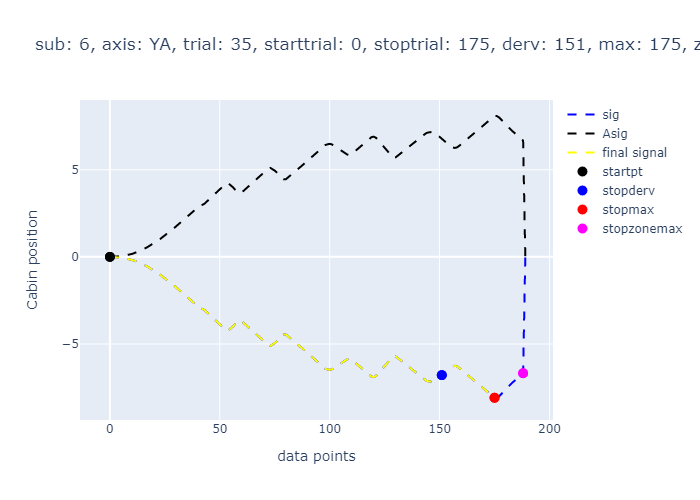 sub: 6, axis: YA, trial: 35, starttrial: 0, stoptrial: 175, derv: 151, max: 175, z
sig
Asig
final signal
startpt
stopderv
stopmax
stopzonemax
Cabin position
5
0
−5
0
50
100
150
200
data points